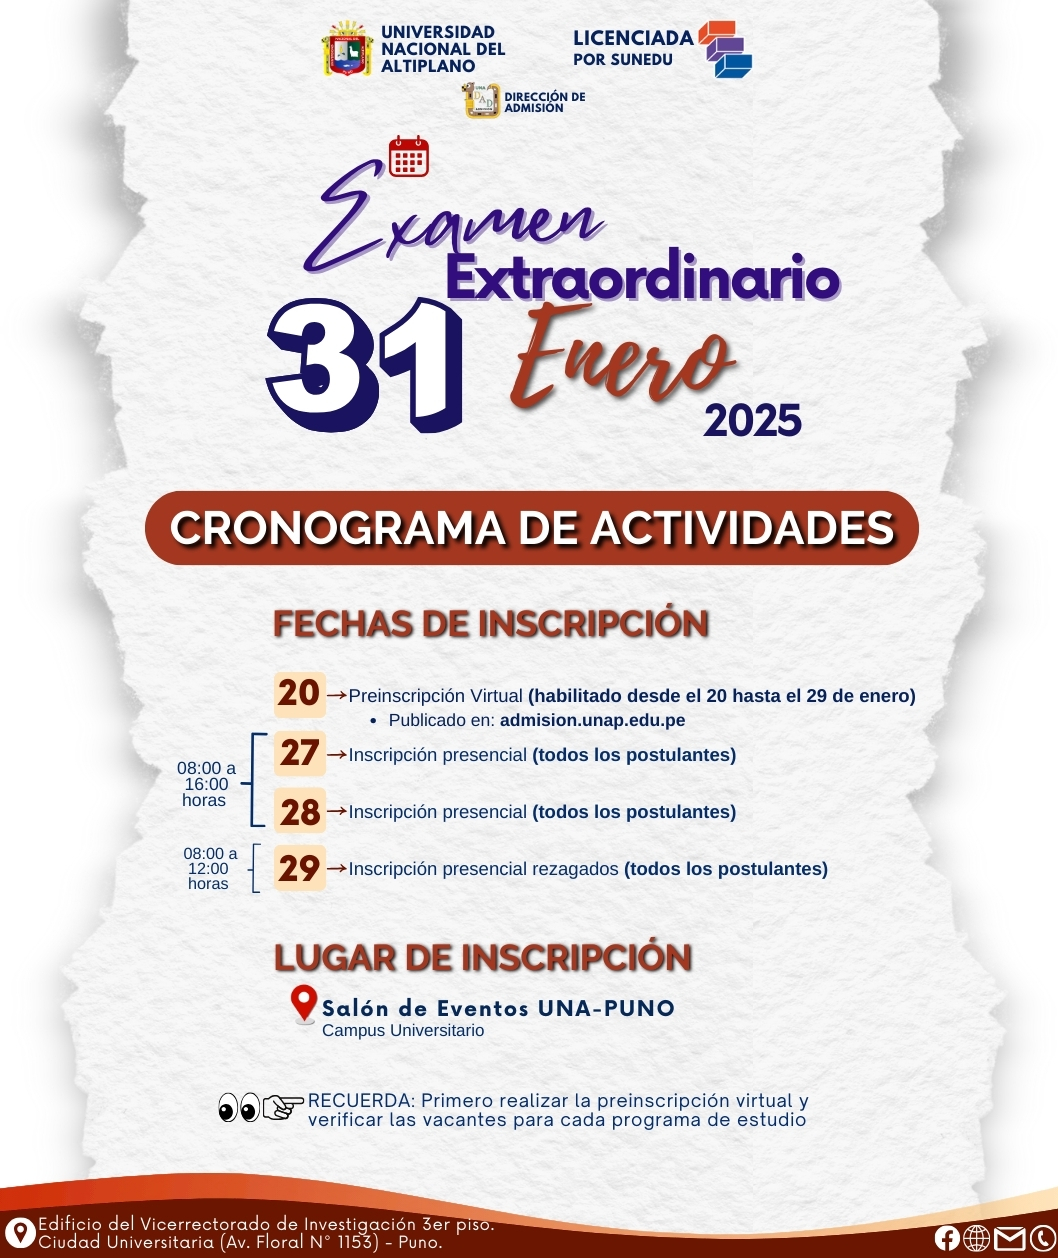 UNIVERSIDAD
NACIONAL DEL
ALTIPLANO
LICENCIADA
POR SUNEDU
UNA
DAD
DIRECCIÓN DE
ADMISIÓN
Examen
Extraordinario
31 Enero
2025
CRONOGRAMA DE ACTIVIDADES
FECHAS DE INSCRIPCIÓN
20 →Preinscripción Virtual (habilitado desde el 20 hasta el 29 de enero)
• Publicado en: admision.unap.edu.pe
08:00 a
16:00
horas
27 →Inscripción presencial (todos los postulantes)
28 →Inscripción presencial (todos los postulantes)
08:00 a
12:00
horas
29 →Inscripción presencial rezagados (todos los postulantes)
LUGAR DE INSCRIPCIÓN
Salón de Eventos UNA-PUNO
Campus Universitario
RECUERDA: Primero realizar la preinscripción virtual y
verificar las vacantes para cada programa de estudio
Edificio del Vicerrectorado de Investigación 3er piso.
Ciudad Universitaria (Av. Floral N° 1153) - Puno.